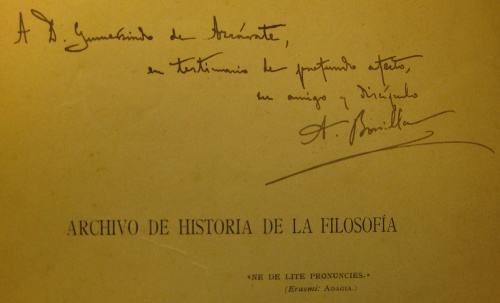 A D. Gumersindo de Azcárate,
en testimonio de profundo afecto,
su amigo y discípulo
A. Bonilla
ARCHIVO DE HISTORIA DE LA FILOSOFÍA
«NE DE LITE PRONUNCIES.»
(Erasmi: ADAGIA.)